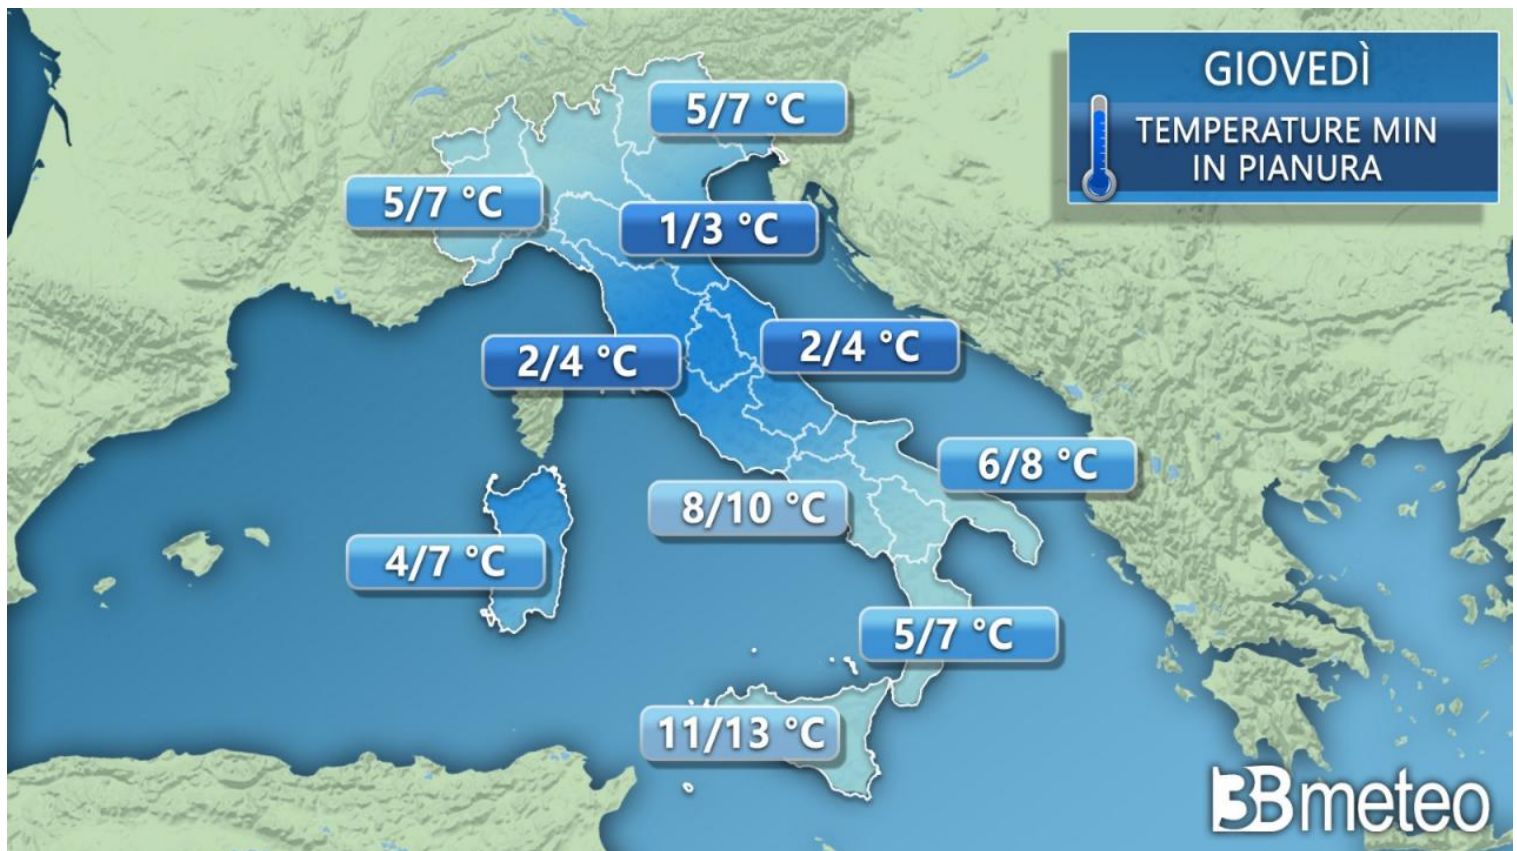 GIOVEDÌ
TEMPERATURE MIN
IN PIANURA
5/7 °C
5/7 °C
1/3 °C
2/4 °C
2/4 °C
6/8 °C
8/10 °C
4/7 °C
5/7 °C
11/13 °C
3Bmeteo